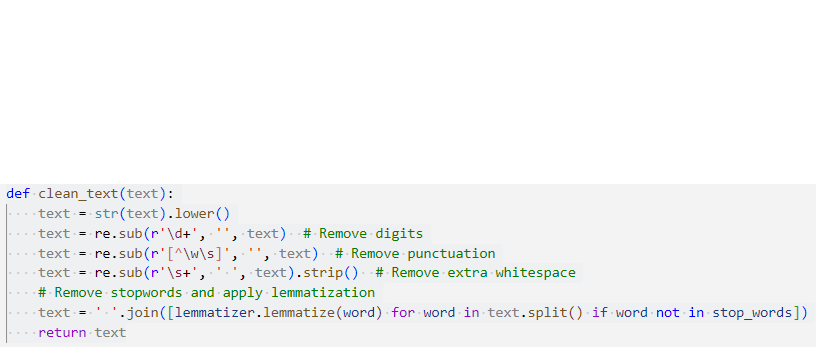 def clean_text(text):
    text = str(text).lower()
    text = re.sub(r'\d+', '', text)  # Remove digits
    text = re.sub(r'[^\w\s]', '', text)  # Remove punctuation
    text = re.sub(r'\s+', ' ', text).strip()  # Remove extra whitespace
    # Remove stopwords and apply lemmatization
    text = ' '.join([lemmatizer.lemmatize(word) for word in text.split() if word not in stop_words])
    return text